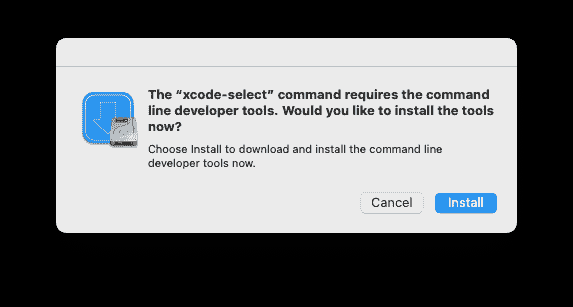 The “xcode-select” command requires the command
line developer tools. Would you like to install the tools
now?
Choose Install to download and install the command line
developer tools now.
Cancel
Install